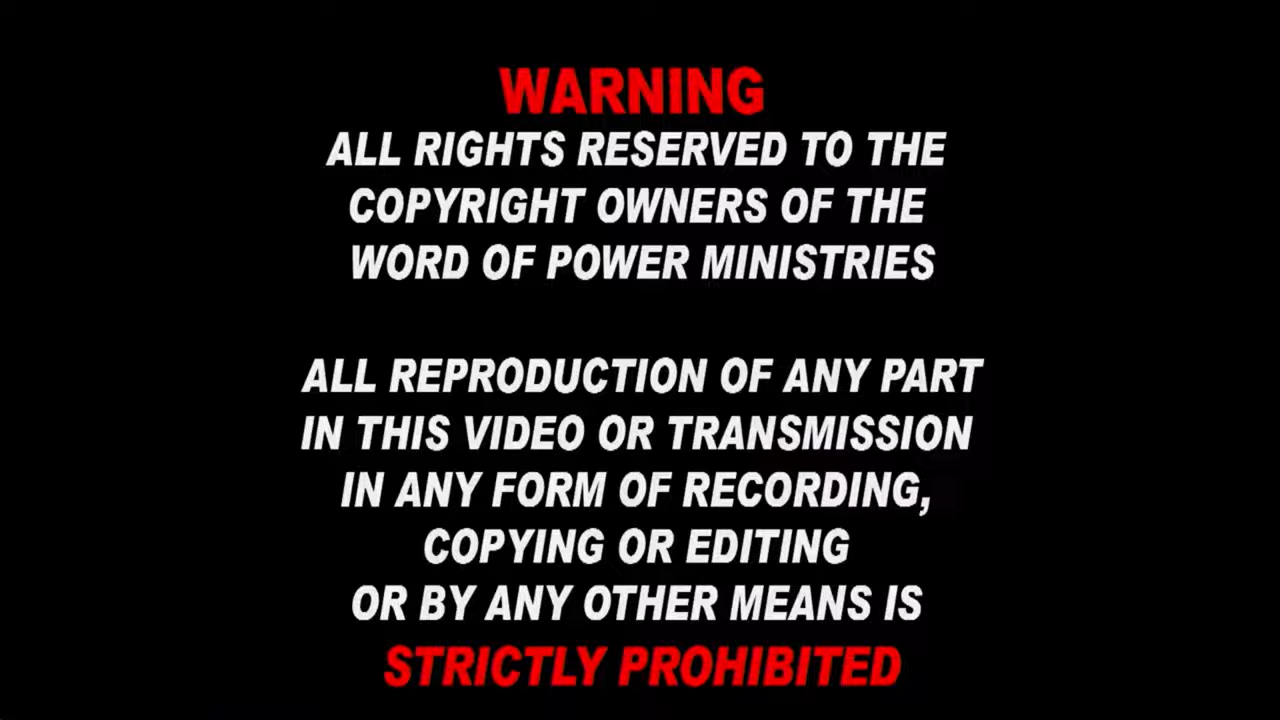 WARNING
ALL RIGHTS RESERVED TO THE
COPYRIGHT OWNERS OF THE
WORD OF POWER MINISTRIES
ALL REPRODUCTION OF ANY PART
IN THIS VIDEO OR TRANSMISSION
IN ANY FORM OF RECORDING,
COPYING OR EDITING
OR BY ANY OTHER MEANS IS
STRICTLY PROHIBITED